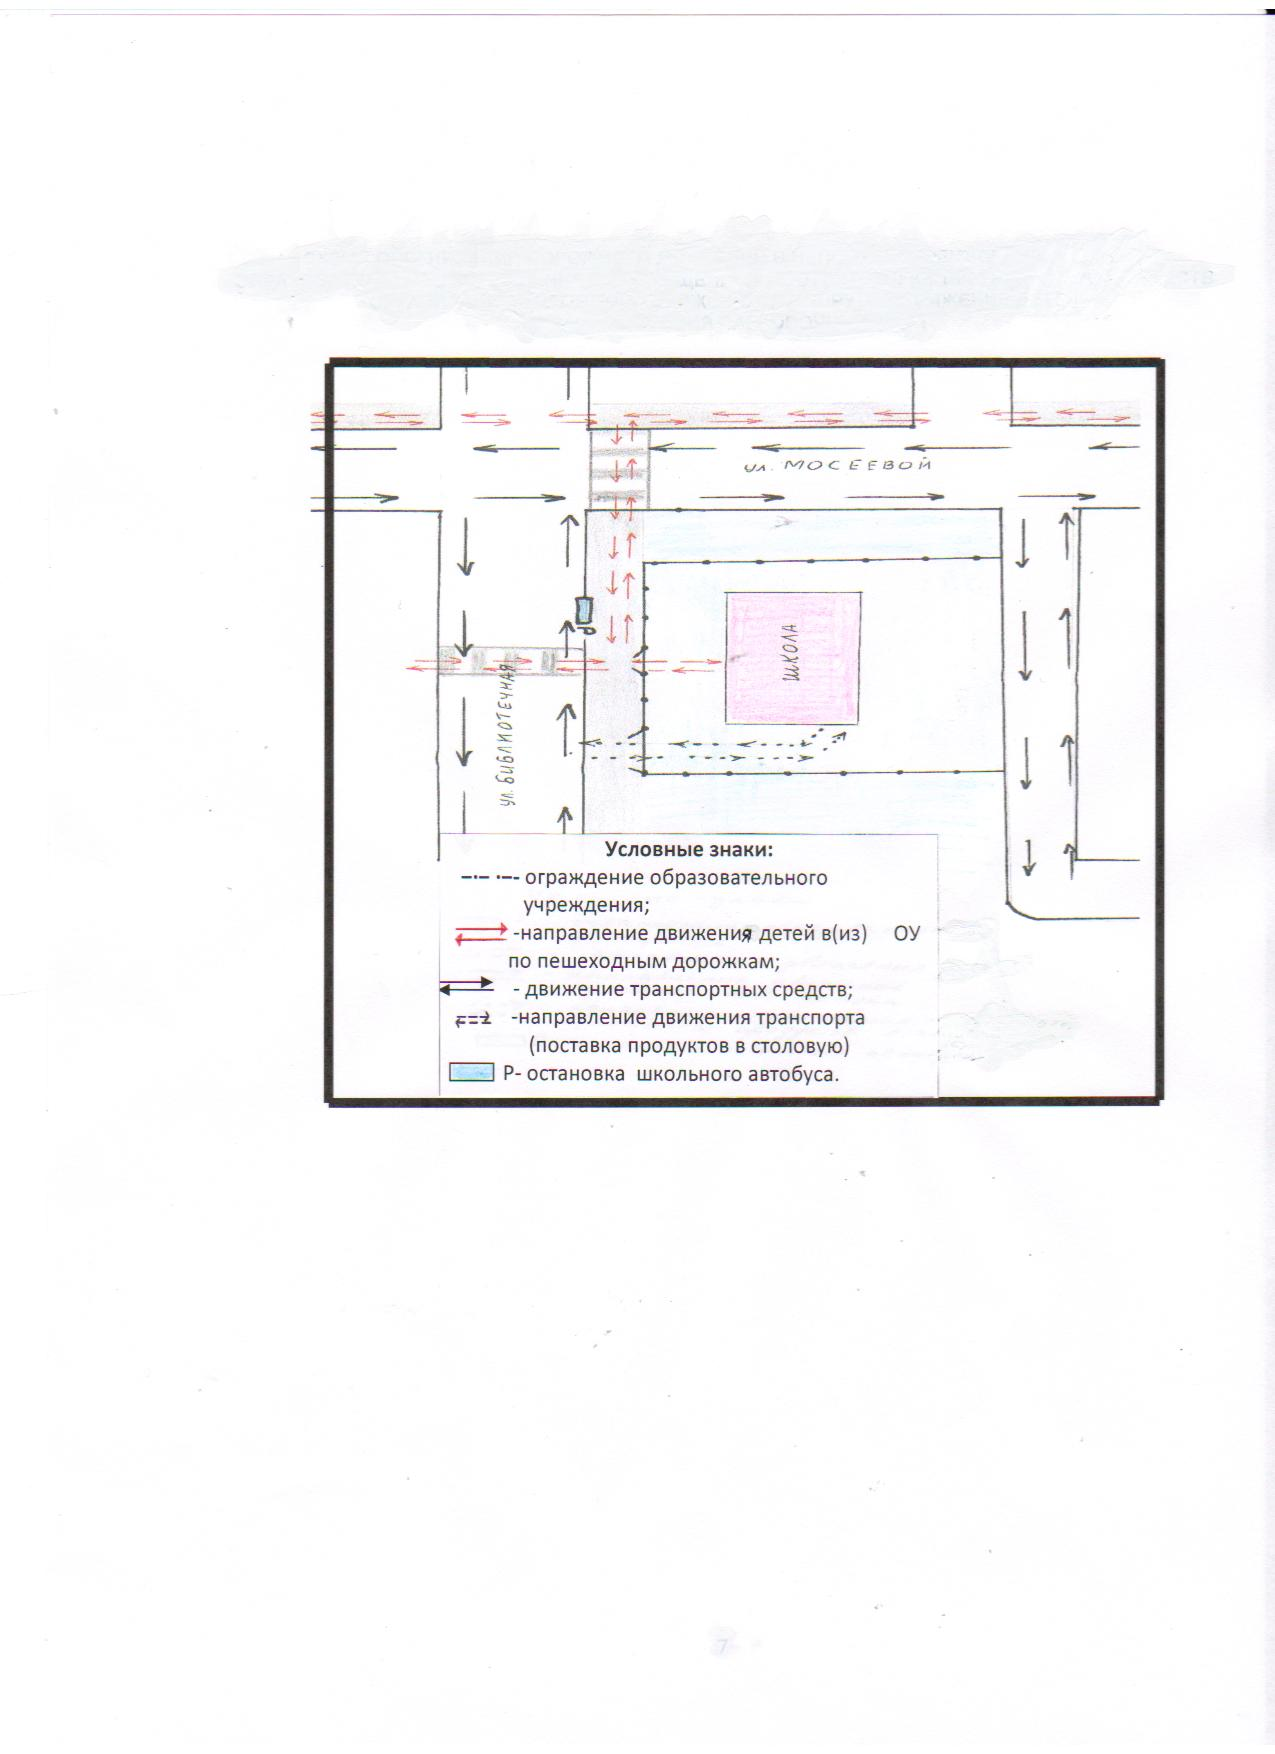 ул. МОСЕЕВОЙ
ШКОЛА
ул. БИБЛИОТЕЧНАЯ
Условные знаки:
- ограждение образовательного
учреждения;
-направление движения детей в(из) ОУ
по пешеходным дорожкам;
- движение транспортных средств;
-направление движения транспорта
(поставка продуктов в столовую)
Р- остановка школьного автобуса.
7